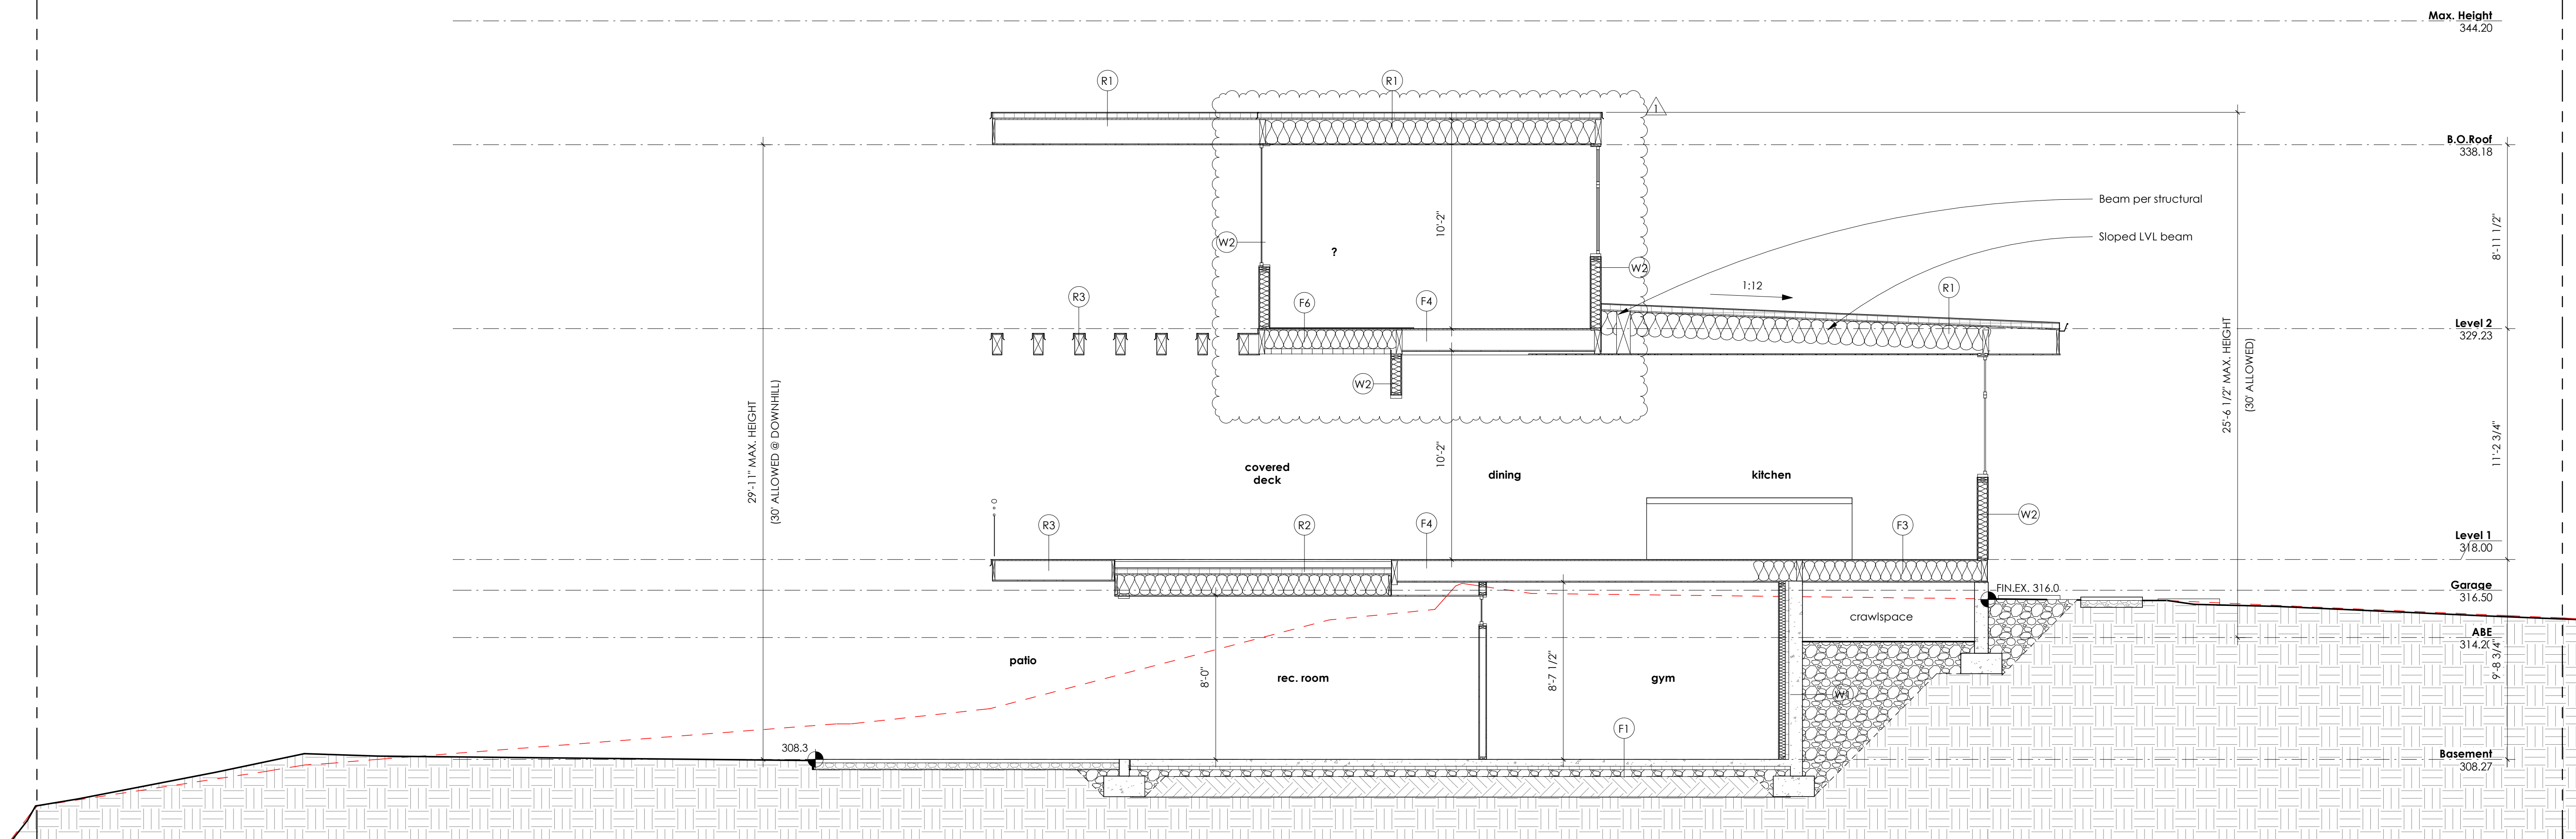 Max. Height
344.20
R1
R1
1
B.O.Roof
338.18
Beam per structural
W2
10'-2"
Sloped LVL beam
8'-11 1/2"
?
W2
1:12
R1
R3
F6
F4
Level 2
329.23
W2
29'-11" MAX. HEIGHT
(30' ALLOWED @ DOWNHILL)
25'-6 1/2" MAX. HEIGHT
(30' ALLOWED)
11'-2 3/4"
10'-2"
covered
deck
dining
kitchen
R3
R2
F4
F3
W2
Level 1
318.00
FIN.EX. 316.0
Garage
316.50
crawlspace
ABE
314.20
9'-8 3/4"
patio
8'-0"
rec. room
8'-7 1/2"
gym
W1
F1
308.3
Basement
308.27